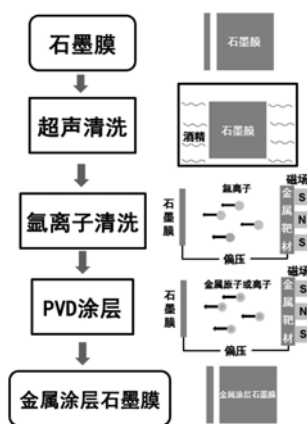 石墨膜
石墨膜
超声清洗
酒精
石墨膜
氩离子清洗
氩离子
磁场
石墨膜
金属靶材
S
N
S
偏压
PVD涂层
金属原子或离子
磁场
石墨膜
金属靶材
S
N
S
偏压
金属涂层石墨膜
金属涂层石墨膜